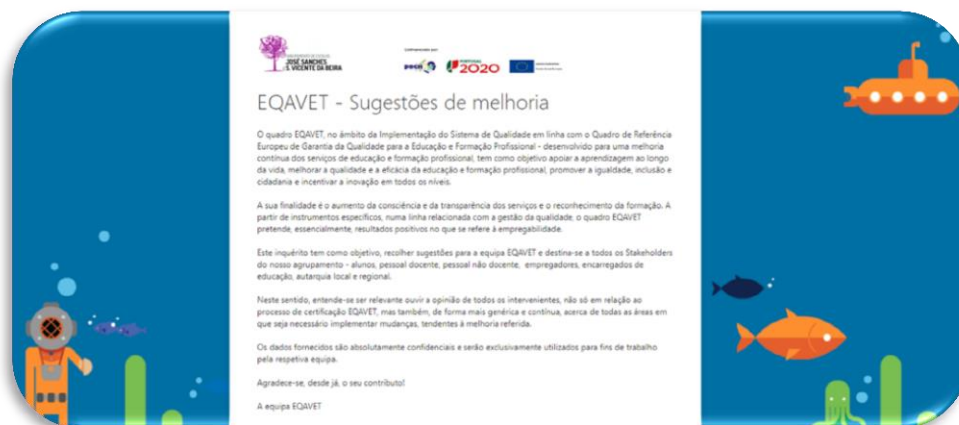 JOSÉ SANCHES
S. VICENTE DA BEIRA
poch
PORTUGAL
2020
EQAVET - Sugestões de melhoria
O quadro EQAVET, no âmbito da Implementação do Sistema de Qualidade em linha com o Quadro de Referência
Europeu de Garantia da Qualidade para a Educação e Formação Profissional - desenvolvido para uma melhoria
contínua dos serviços de educação e formação profissional, tem como objetivo apoiar a aprendizagem ao longo
da vida, melhorar a qualidade e a eficácia da educação e formação profissional, promover a igualdade, inclusão e
cidadania e incentivar a inovação em todos os níveis.
A sua finalidade é o aumento da consciência e da transparência dos serviços e o reconhecimento da formação. A
partir de instrumentos específicos, numa linha relacionada com a gestão da qualidade, o quadro EQAVET
pretende, essencialmente, resultados positivos no que se refere à empregabilidade.
Este inquérito tem como objetivo, recolher sugestões para a equipa EQAVET e destina-se a todos os Stakeholders
do nosso agrupamento - alunos, pessoal docente, pessoal não docente, empregadores, encarregados de
educação, autarquia local e regional.
Neste sentido, entende-se ser relevante ouvir a opinião de todos os intervenientes, não só em relação ao
processo de certificação EQAVET, mas também, de forma mais genérica e contínua, acerca de todas as áreas em
que seja necessário implementar mudanças, tendentes à melhoria referida.
Os dados fornecidos são absolutamente confidenciais e serão exclusivamente utilizados para fins de trabalho
pela respetiva equipa.
Agradece-se, desde já, o seu contributo!
A equipa EQAVET